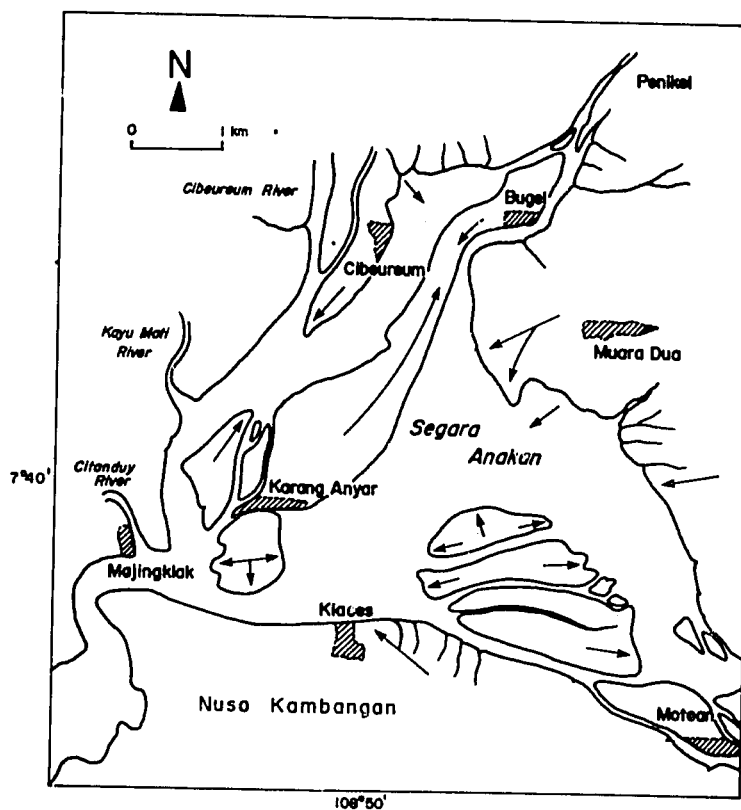 N
0 1 km
Penikel
Cibeureum River
Bugel
Cibeureum
Kayu Mati
River
Muara Dua
Segara
Anakan
7°40'
Citanduy
River
Karang Anyar
Majingklak
Klaces
Nusa Kambangan
Motean
108°50'